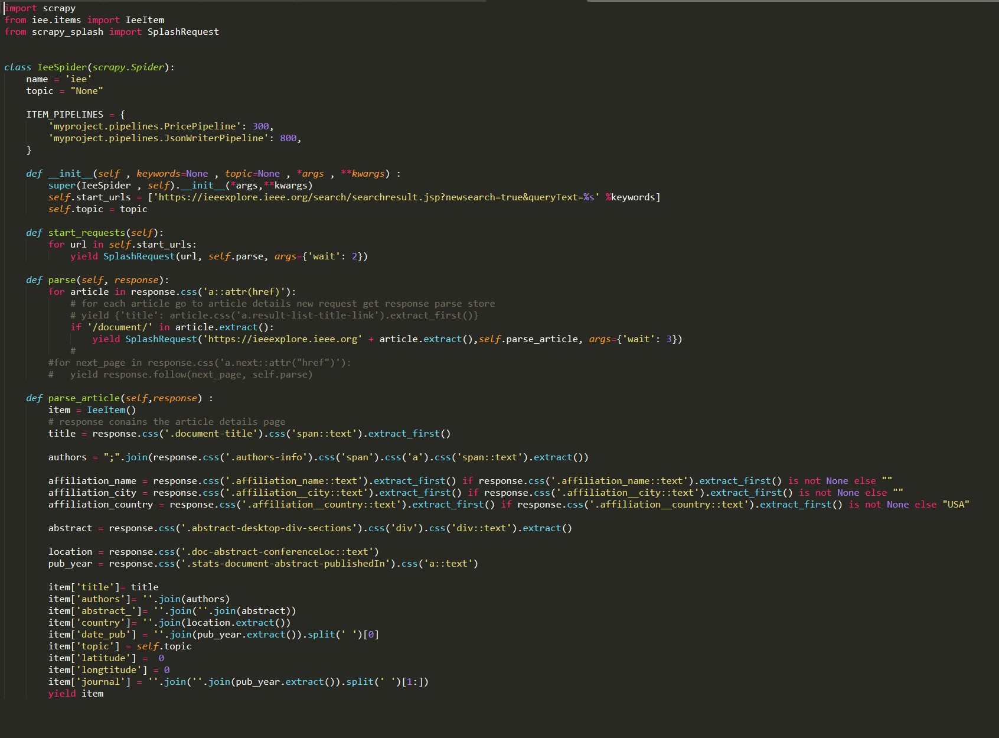 import scrapy
from iee.items import IeeItem
from scrapy_splash import SplashRequest
class IeeSpider(scrapy.Spider):
    name = 'iee'
    topic = "None"
    ITEM_PIPELINES = {
        'myproject.pipelines.PricePipeline': 300,
        'myproject.pipelines.JsonWriterPipeline': 800,
    }
    def __init__(self , keywords=None , topic=None , *args , **kwargs) :
        super(IeeSpider , self).__init__(*args,**kwargs)
        self.start_urls = ['https://ieeexplore.ieee.org/search/searchresult.jsp?newsearch=true&queryText=%s' %keywords]
        self.topic = topic
    def start_requests(self):
        for url in self.start_urls:
            yield SplashRequest(url, self.parse, args={'wait': 2})
    def parse(self, response):
        for article in response.css('a::attr(href)'):
            # for each article go to article details new request get response parse store
            # yield {'title': article.css('a.result-list-title-link').extract_first()}
            if '/document/' in article.extract():
                yield SplashRequest('https://ieeexplore.ieee.org' + article.extract(),self.parse_article, args={'wait': 3})
            #
        #for next_page in response.css('a.next::attr("href")'):
        #   yield response.follow(next_page, self.parse)
    def parse_article(self,response) :
        item = IeeItem()
        # response conains the article details page
        title = response.css('.document-title').css('span::text').extract_first()
        authors = ";".join(response.css('.authors-info').css('span').css('a').css('span::text').extract())
        affiliation_name = response.css('.affiliation_name::text').extract_first() if response.css('.affiliation_name::text').extract_first() is not None else ""
        affiliation_city = response.css('.affiliation__city::text').extract_first() if response.css('.affiliation__city::text').extract_first() is not None else ""
        affiliation_country = response.css('.affiliation__country::text').extract_first() if response.css('.affiliation__country::text').extract_first() is not None else "USA"
        abstract = response.css('.abstract-desktop-div-sections').css('div').css('div::text').extract()
        location = response.css('.doc-abstract-conferenceLoc::text')
        pub_year = response.css('.stats-document-abstract-publishedIn').css('a::text')
        item['title']= title
        item['authors']= ''.join(authors)
        item['abstract_']= ''.join(''.join(abstract))
        item['country']= ''.join(location.extract())
        item['date_pub'] = ''.join(pub_year.extract()).split(' ')[0]
        item['topic'] = self.topic
        item['latitude'] =  0
        item['longtitude'] = 0
        item['journal'] = ''.join(''.join(pub_year.extract()).split(' ')[1:])
        yield item